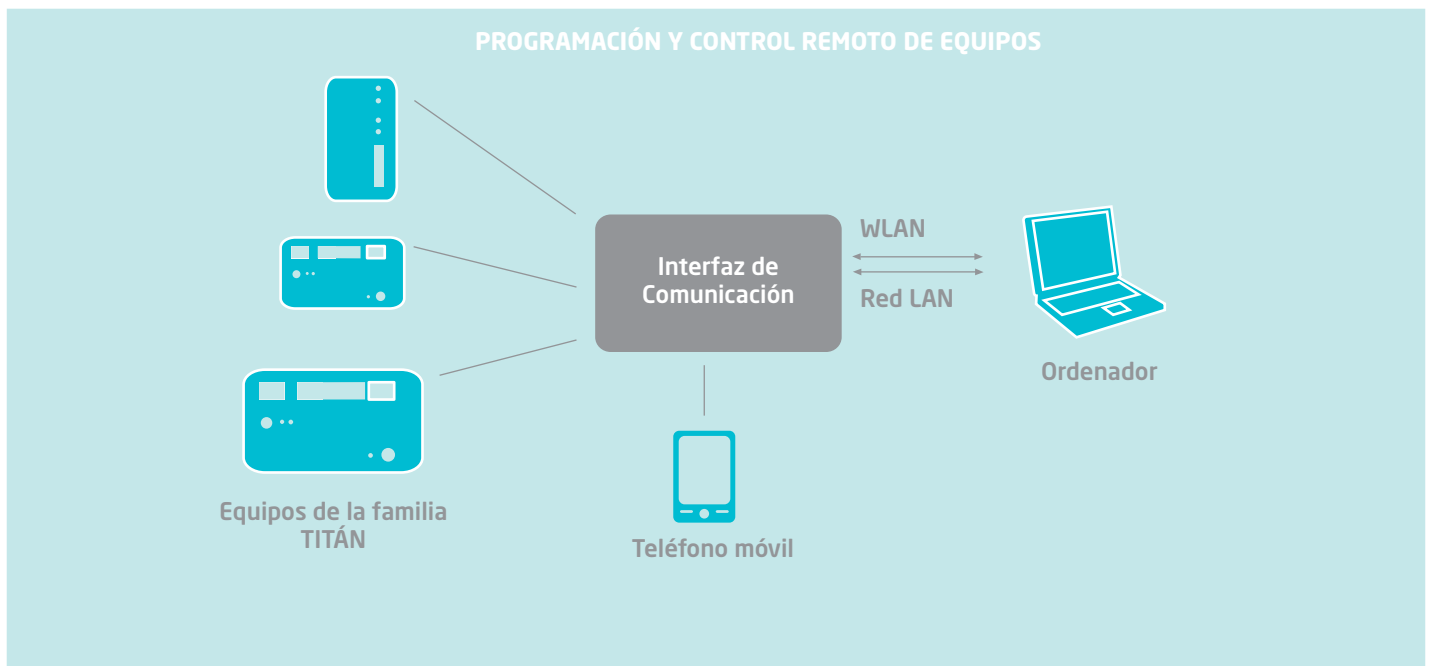 PROGRAMACIÓN Y CONTROL REMOTO DE EQUIPOS
Interfaz de
Comunicación
WLAN
Red LAN
Ordenador
Equipos de la familia
TITÁN
Teléfono móvil